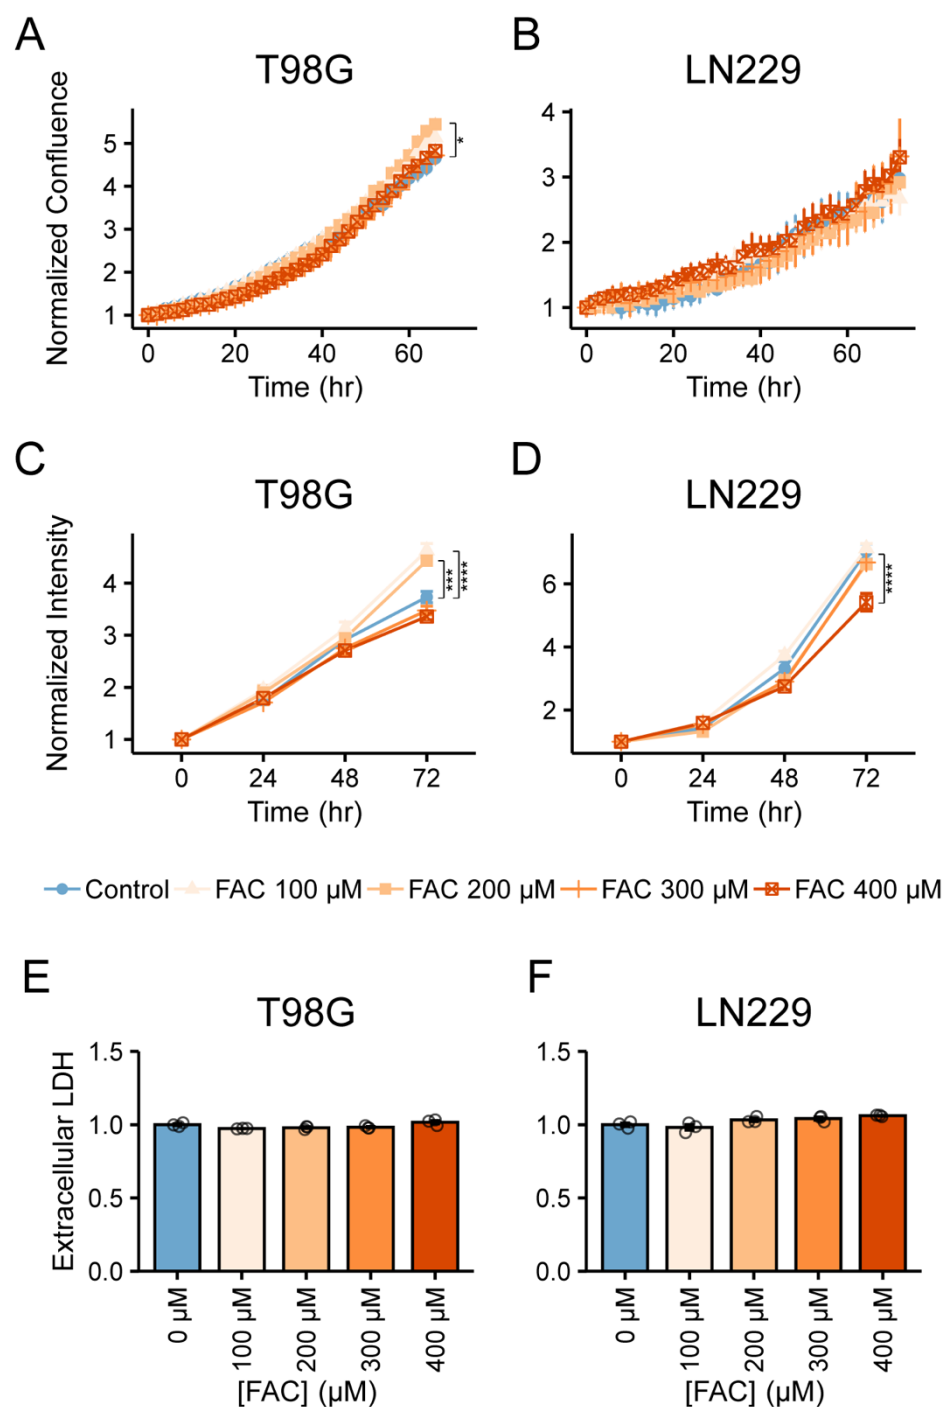 A
B
T98G
LN229
Normalized Confluence
5
4
3
2
1
*
0
20
40
60
Time (hr)
4
3
2
1
0
20
40
60
Time (hr)
C
D
T98G
LN229
Normalized Intensity
4
3
2
1
***
****
0
24
48
72
Time (hr)
6
4
2
****
0
24
48
72
Time (hr)
Control FAC 100 µM FAC 200 µM FAC 300 µM FAC 400 µM
E
F
T98G
LN229
Extracellular LDH
1.5
1.0
0.5
0.0
0 µM
100 µM
200 µM
300 µM
400 µM
[FAC] (µM)
1.5
1.0
0.5
0.0
0 µM
100 µM
200 µM
300 µM
400 µM
[FAC] (µM)